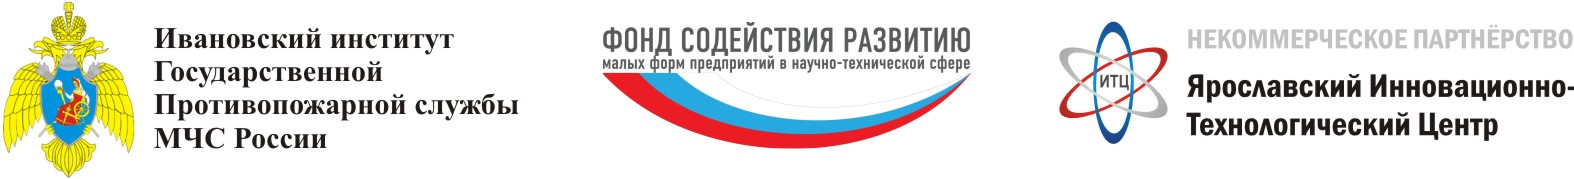 Ивановский институт
Государственной
Противопожарной службы
МЧС России
ФОНД СОДЕЙСТВИЯ РАЗВИТИЮ
малых форм предприятий в научно-технической сфере
ИТЦ
НЕКОММЕРЧЕСКОЕ ПАРТНЁРСТВО
Ярославский Инновационно-
Технологический Центр